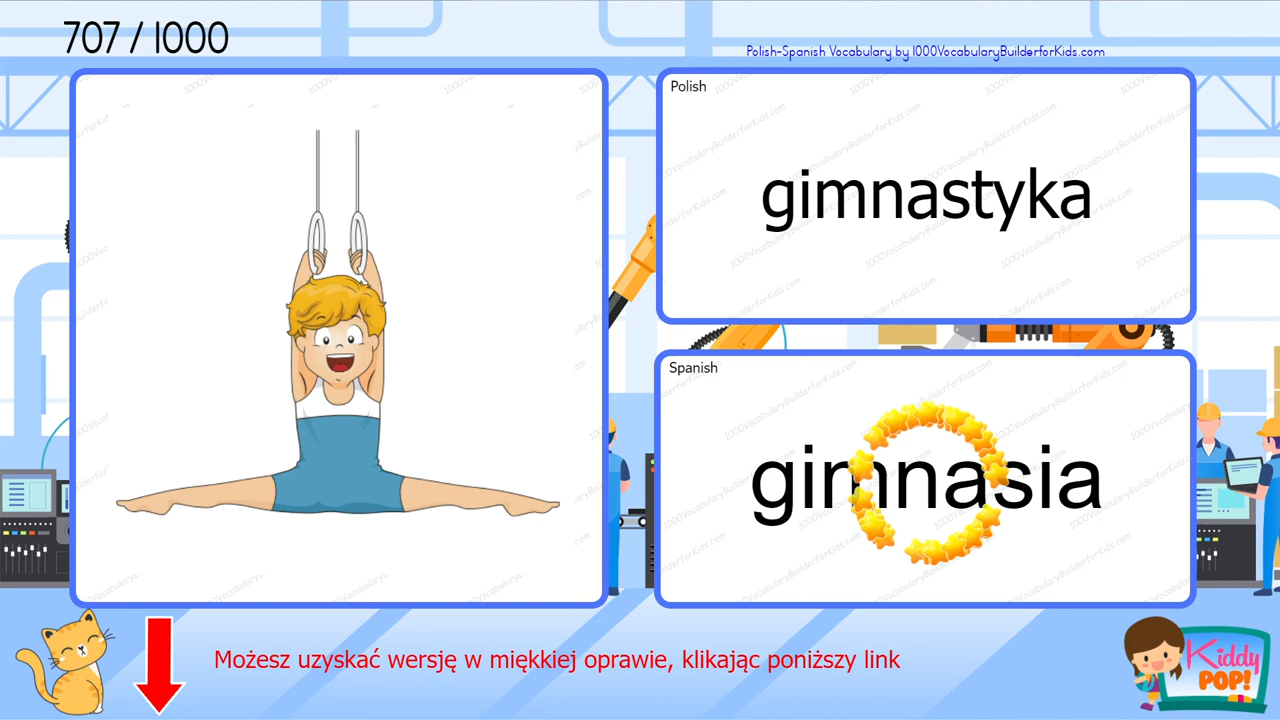 707 / 1000
Polish-Spanish Vocabulary by 1000VocabularyBuilderforKids.com
Polish
gimnastyka
Spanish
gimnasia
Możesz uzyskać wersję w miękkiej oprawie, klikając poniższy link
Kiddy
POP!